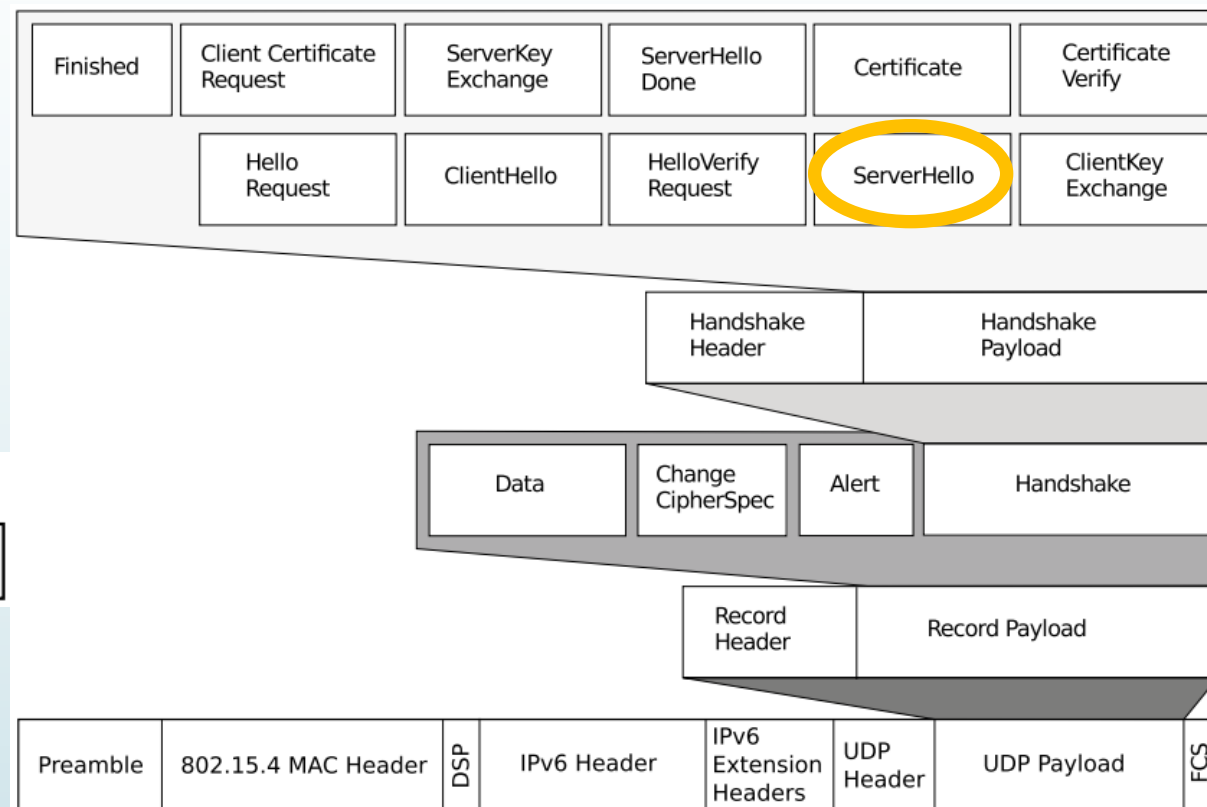 Finished
Client Certificate
Request
ServerKey
Exchange
ServerHello
Done
Certificate
Certificate
Verify
Hello
Request
ClientHello
HelloVerify
Request
ServerHello
ClientKey
Exchange
Handshake
Header
Handshake
Payload
Data
Change
CipherSpec
Alert
Handshake
Record
Header
Record Payload
Preamble
802.15.4 MAC Header
DSP
IPv6 Header
IPv6
Extension
Headers
UDP
Header
UDP Payload
FCS